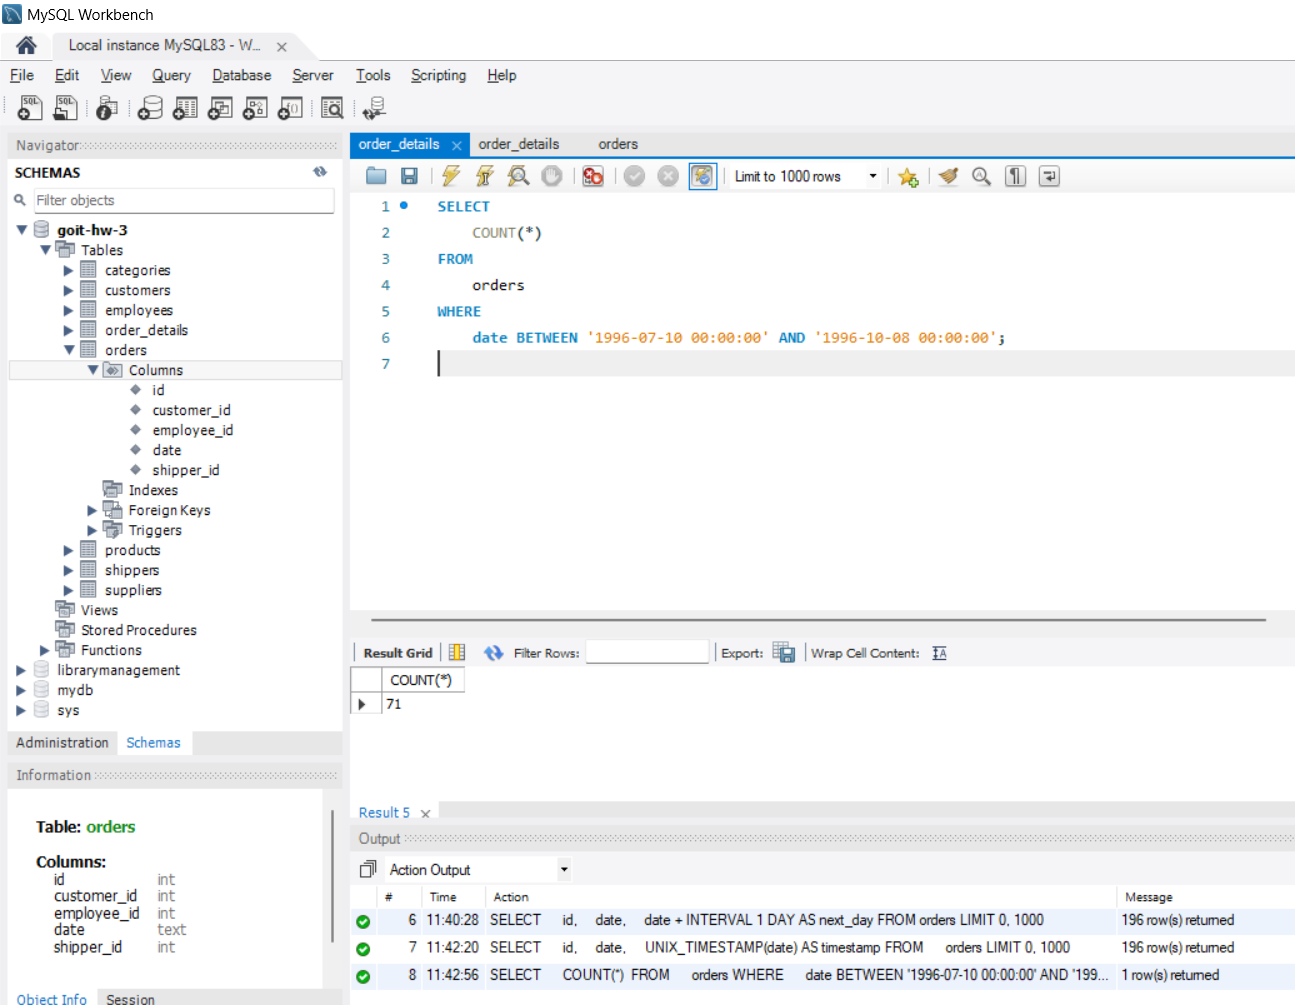 MySQL Workbench
Local instance MySQL83 - W...
File Edit View Query Database Server Tools Scripting Help
Navigator
SCHEMAS
Filter objects
goit-hw-3
Tables
categories
customers
employees
order_details
orders
Columns
id
customer_id
employee_id
date
shipper_id
Indexes
Foreign Keys
Triggers
products
shippers
suppliers
Views
Stored Procedures
Functions
librarymanagement
mydb
sys
Administration Schemas
Information
Table: orders
Columns:
id int
customer_id int
employee_id int
date text
shipper_id int
Object Info Session
order_details order_details orders
Limit to 1000 rows
1 SELECT
2 COUNT(*)
3 FROM
4 orders
5 WHERE
6 date BETWEEN '1996-07-10 00:00:00' AND '1996-10-08 00:00:00';
7
Result Grid Filter Rows: Export: Wrap Cell Content:
COUNT(*)
71
Result 5
Output
Action Output
# Time Action Message
6 11:40:28 SELECT id, date, date + INTERVAL 1 DAY AS next_day FROM orders LIMIT 0, 1000 196 row(s) returned
7 11:42:20 SELECT id, date, UNIX_TIMESTAMP(date) AS timestamp FROM orders LIMIT 0, 1000 196 row(s) returned
8 11:42:56 SELECT COUNT(*) FROM orders WHERE date BETWEEN '1996-07-10 00:00:00' AND '199... 1 row(s) returned